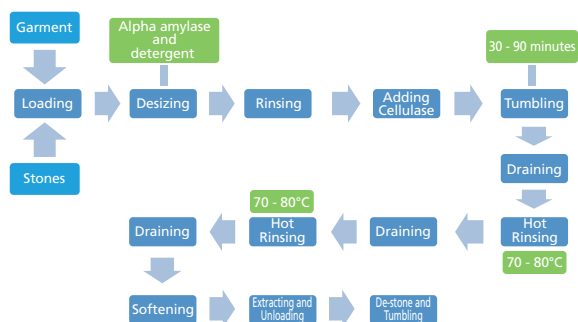 Garment
Alpha amylase
and
detergent
30 - 90 minutes
Loading
Desizing
Rinsing
Adding
Cellulase
Tumbling
Stones
Draining
70 - 80°C
Draining
Hot
Rinsing
Draining
Hot
Rinsing
70 - 80°C
Softening
Extracting and
Unloading
De-stone and
Tumbling